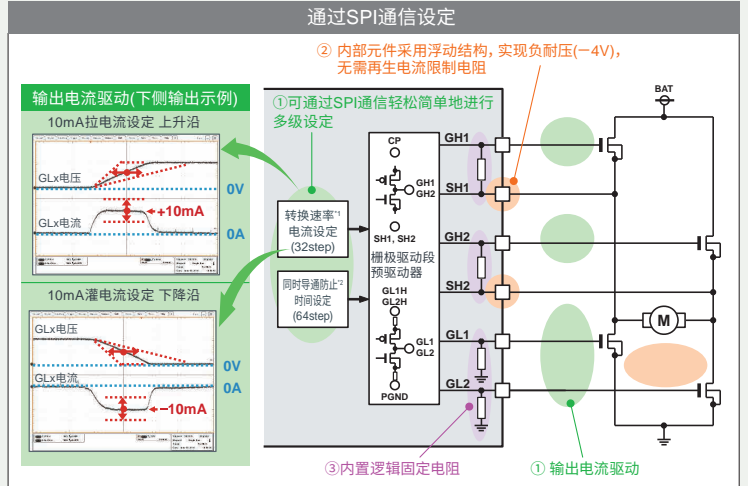 通过SPI通信设定
② 内部元件采用浮动结构，实现负耐压(−4V)，
无需再生电流限制电阻
输出电流驱动(下侧输出示例)
10mA拉电流设定 上升沿
GLx电压
0V
GLx电流
+10mA
0A
10mA灌电流设定 下降沿
GLx电压
0V
GLx电流
0A
−10mA
①可通过SPI通信轻松简单地进行
多级设定
转换速率*1
电流设定
(32step)
同时导通防止*2
时间设定
(64step)
CP
GH1
GH2
SH1, SH2
栅极驱动段
预驱动器
GL1H
GL2H
GL1
GL2
PGND
GH1
SH1
GH2
SH2
GL1
GL2
BAT
M
③内置逻辑固定电阻
① 输出电流驱动